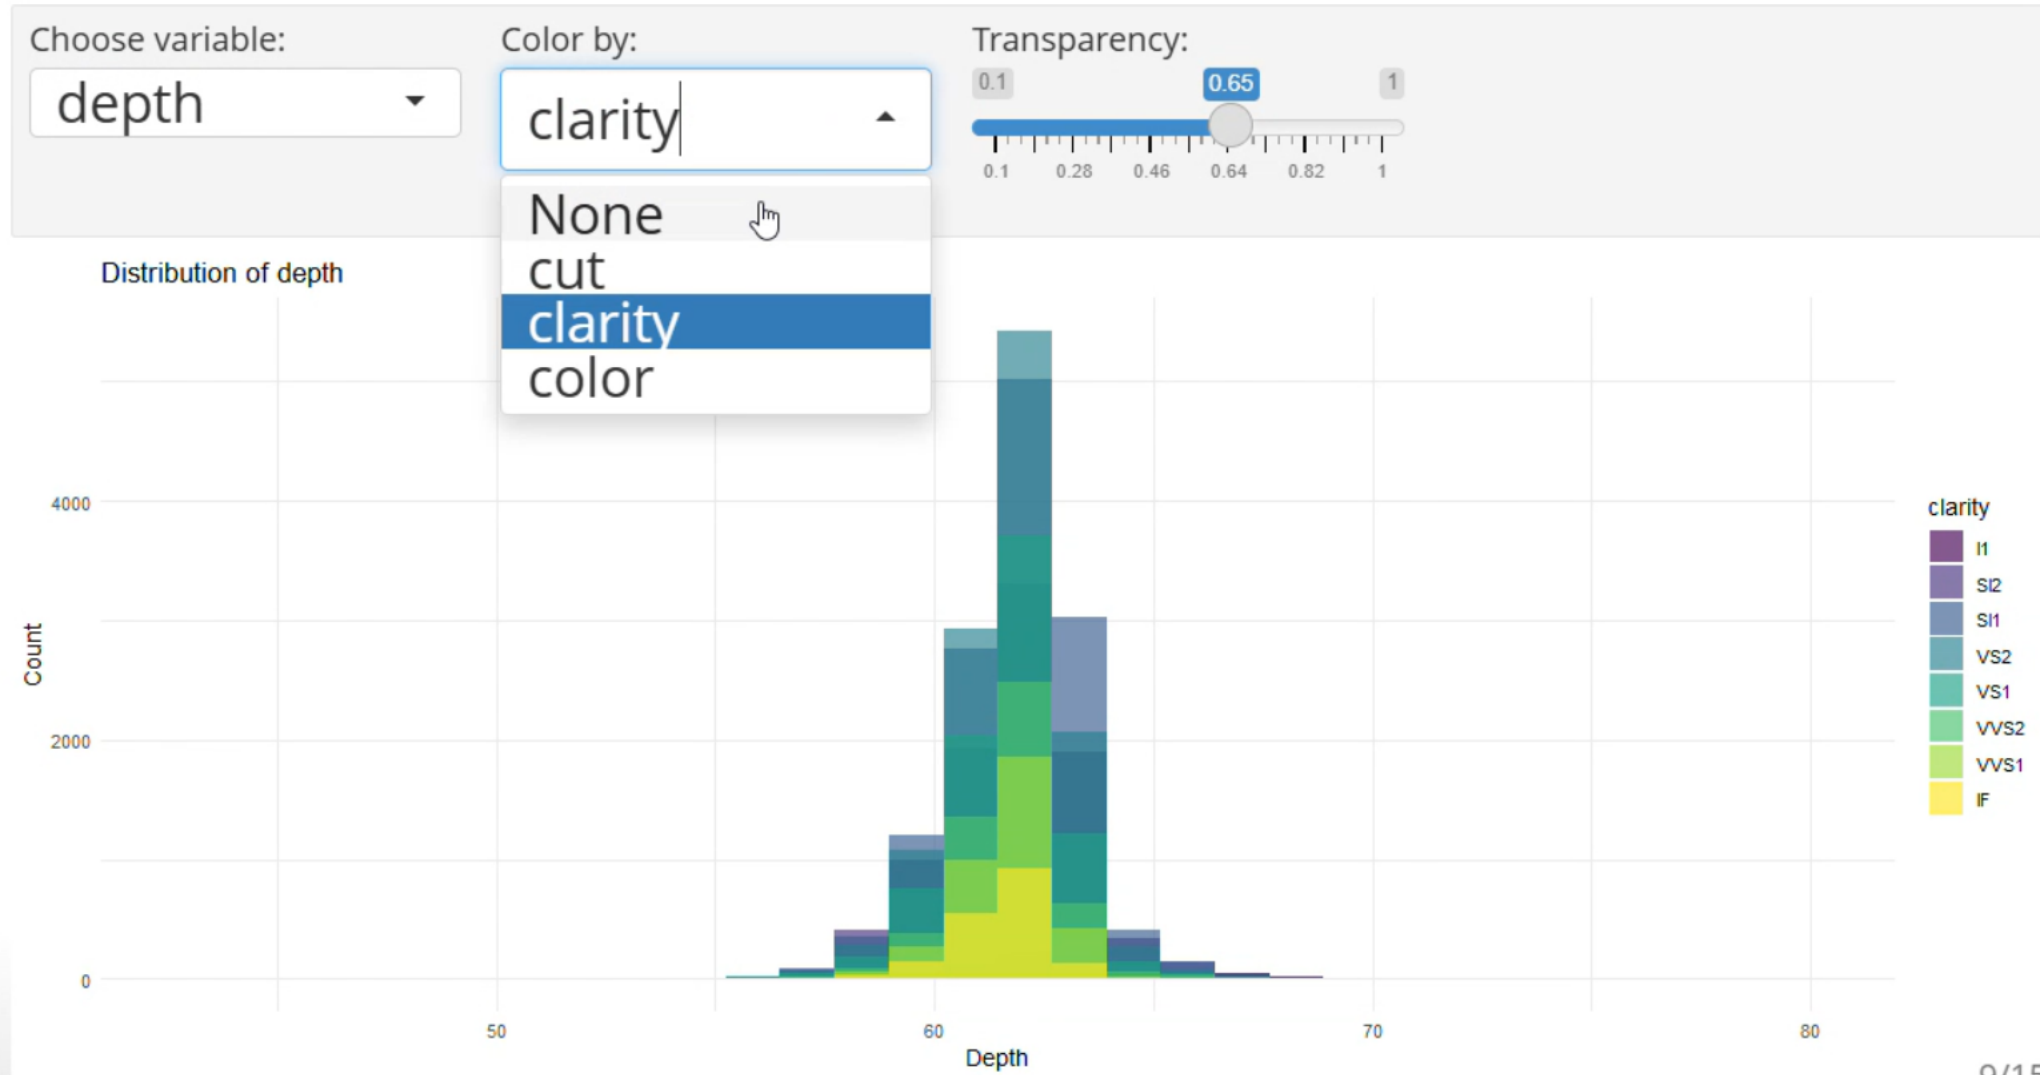 Choose variable:
depth
Color by:
clarity
None
cut
clarity
color
Transparency:
0.1 0.65 1
0.1 0.28 0.46 0.64 0.82 1
Distribution of depth
4000
2000
0
Count
50 60 70 80
Depth
clarity
I1
SI2
SI1
VS2
VS1
VVS2
VVS1
IF